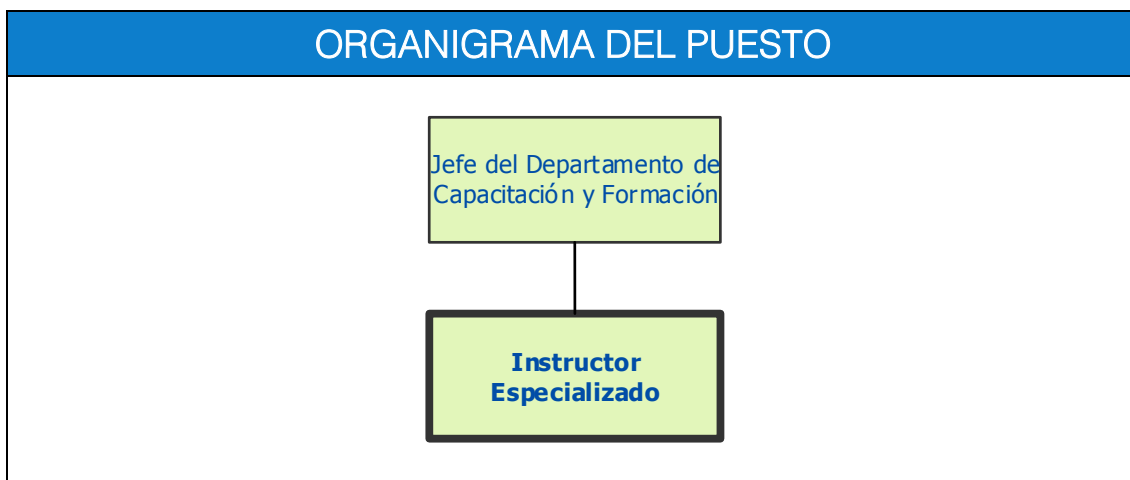 ORGANIGRAMA DEL PUESTO
Jefe del Departamento de
Capacitación y Formación
Instructor
Especializado